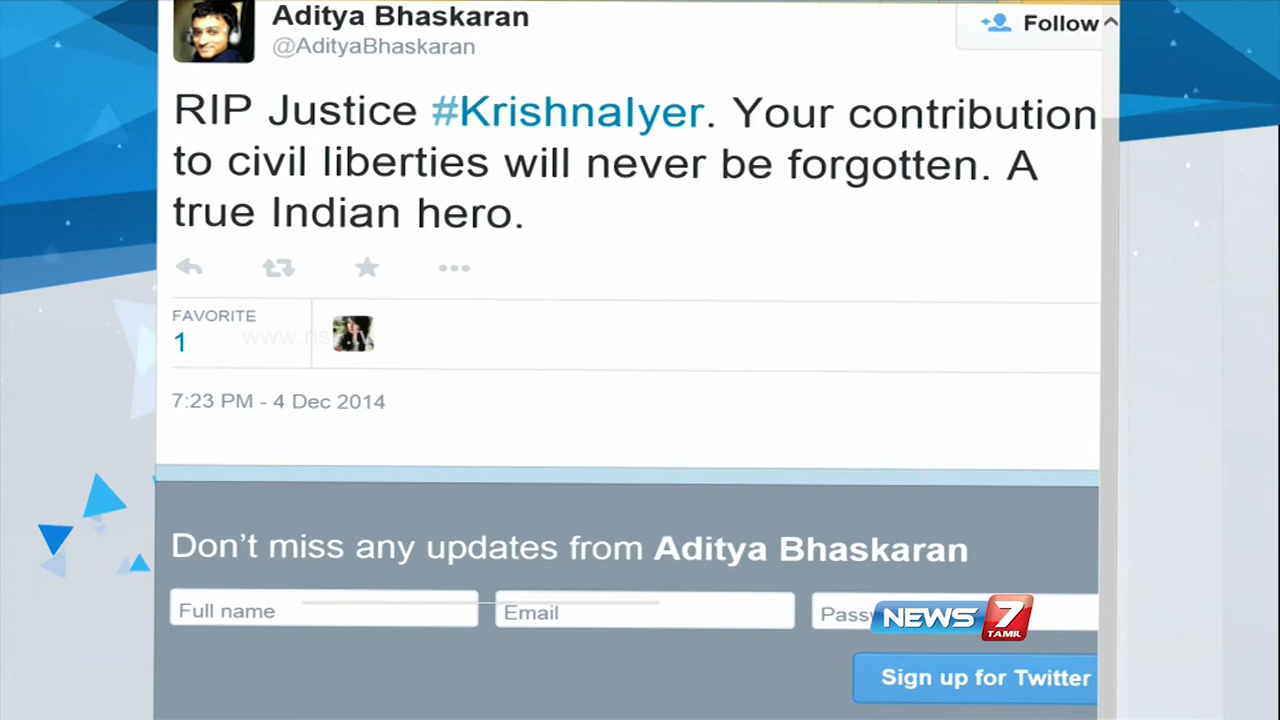 Aditya Bhaskaran
@AdityaBhaskaran
Follow
RIP Justice #KrishnaIyer. Your contribution
to civil liberties will never be forgotten. A
true Indian hero.
FAVORITE
1
7:23 PM - 4 Dec 2014
Don't miss any updates from Aditya Bhaskaran
Full name
Email
NEWS 7
TAMIL
Sign up for Twitter